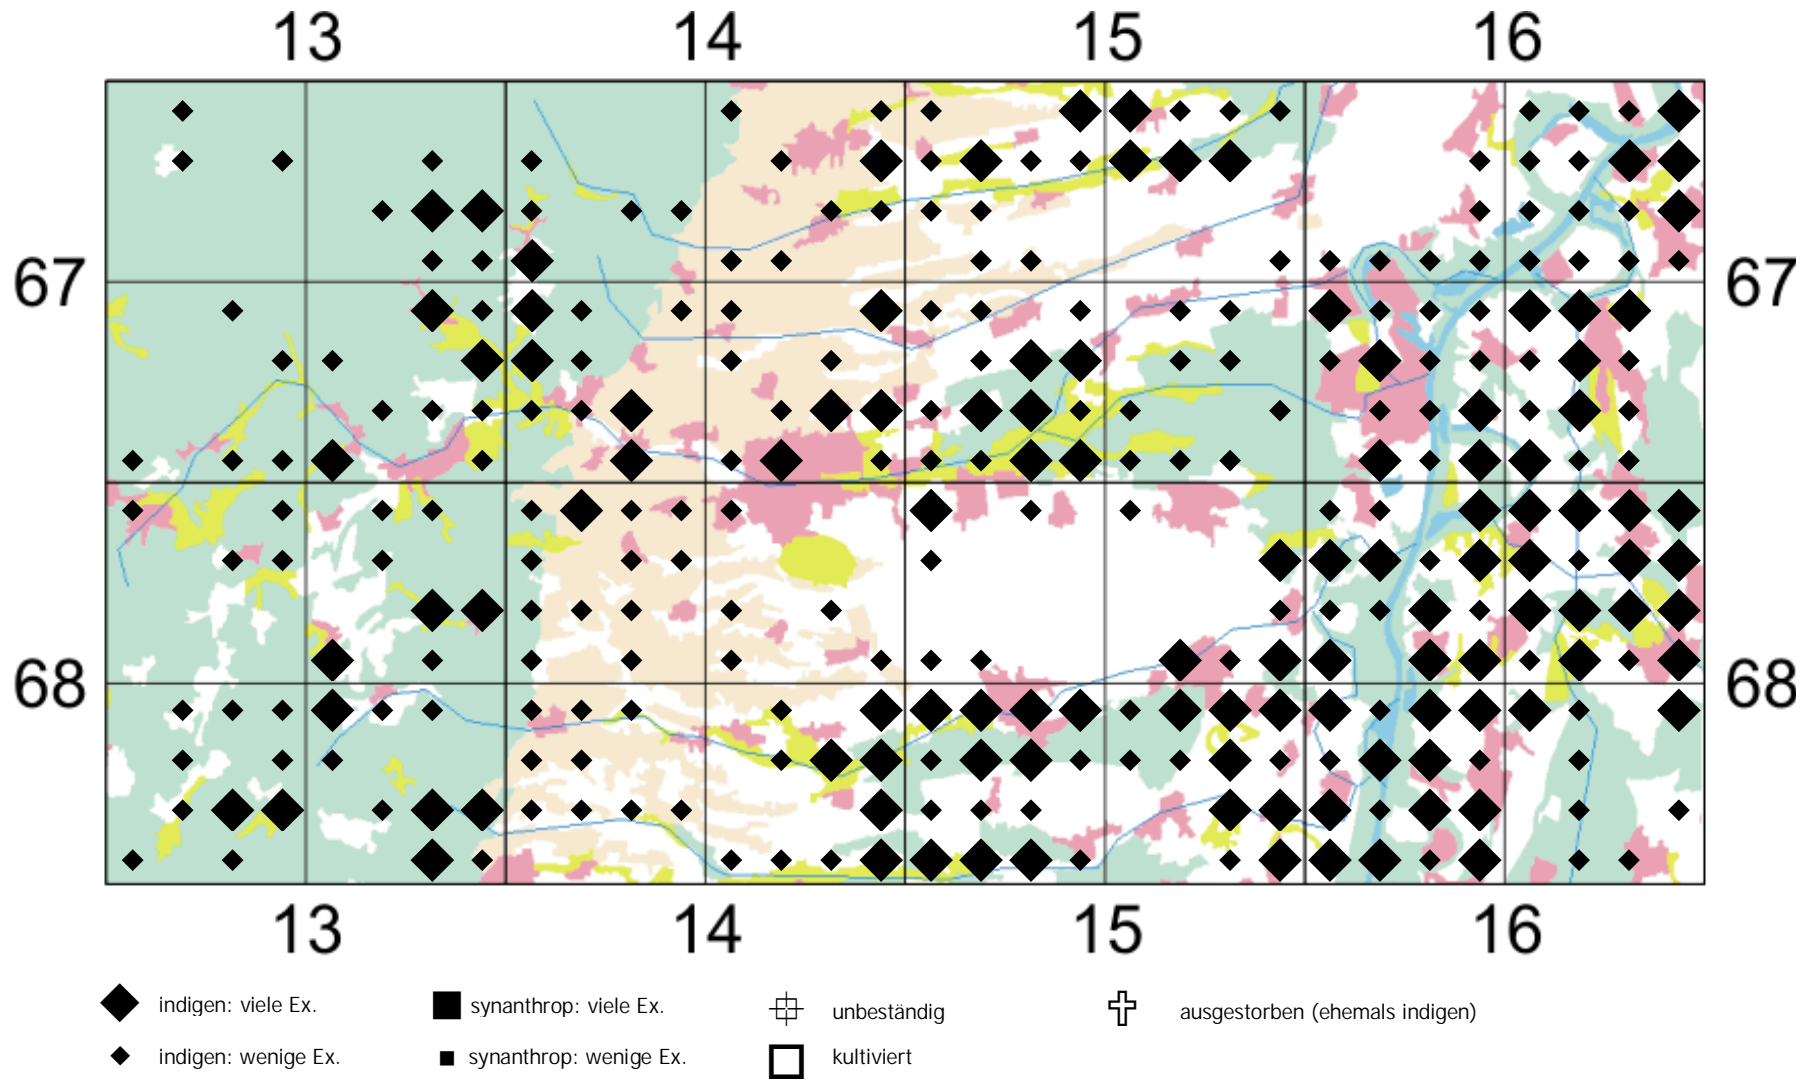 13 14 15 16
67 67
68 68
13 14 15 16
indigen: viele Ex. synanthrop: viele Ex. unbeständig ausgestorben (ehemals indigen)
indigen: wenige Ex. synanthrop: wenige Ex. kultiviert